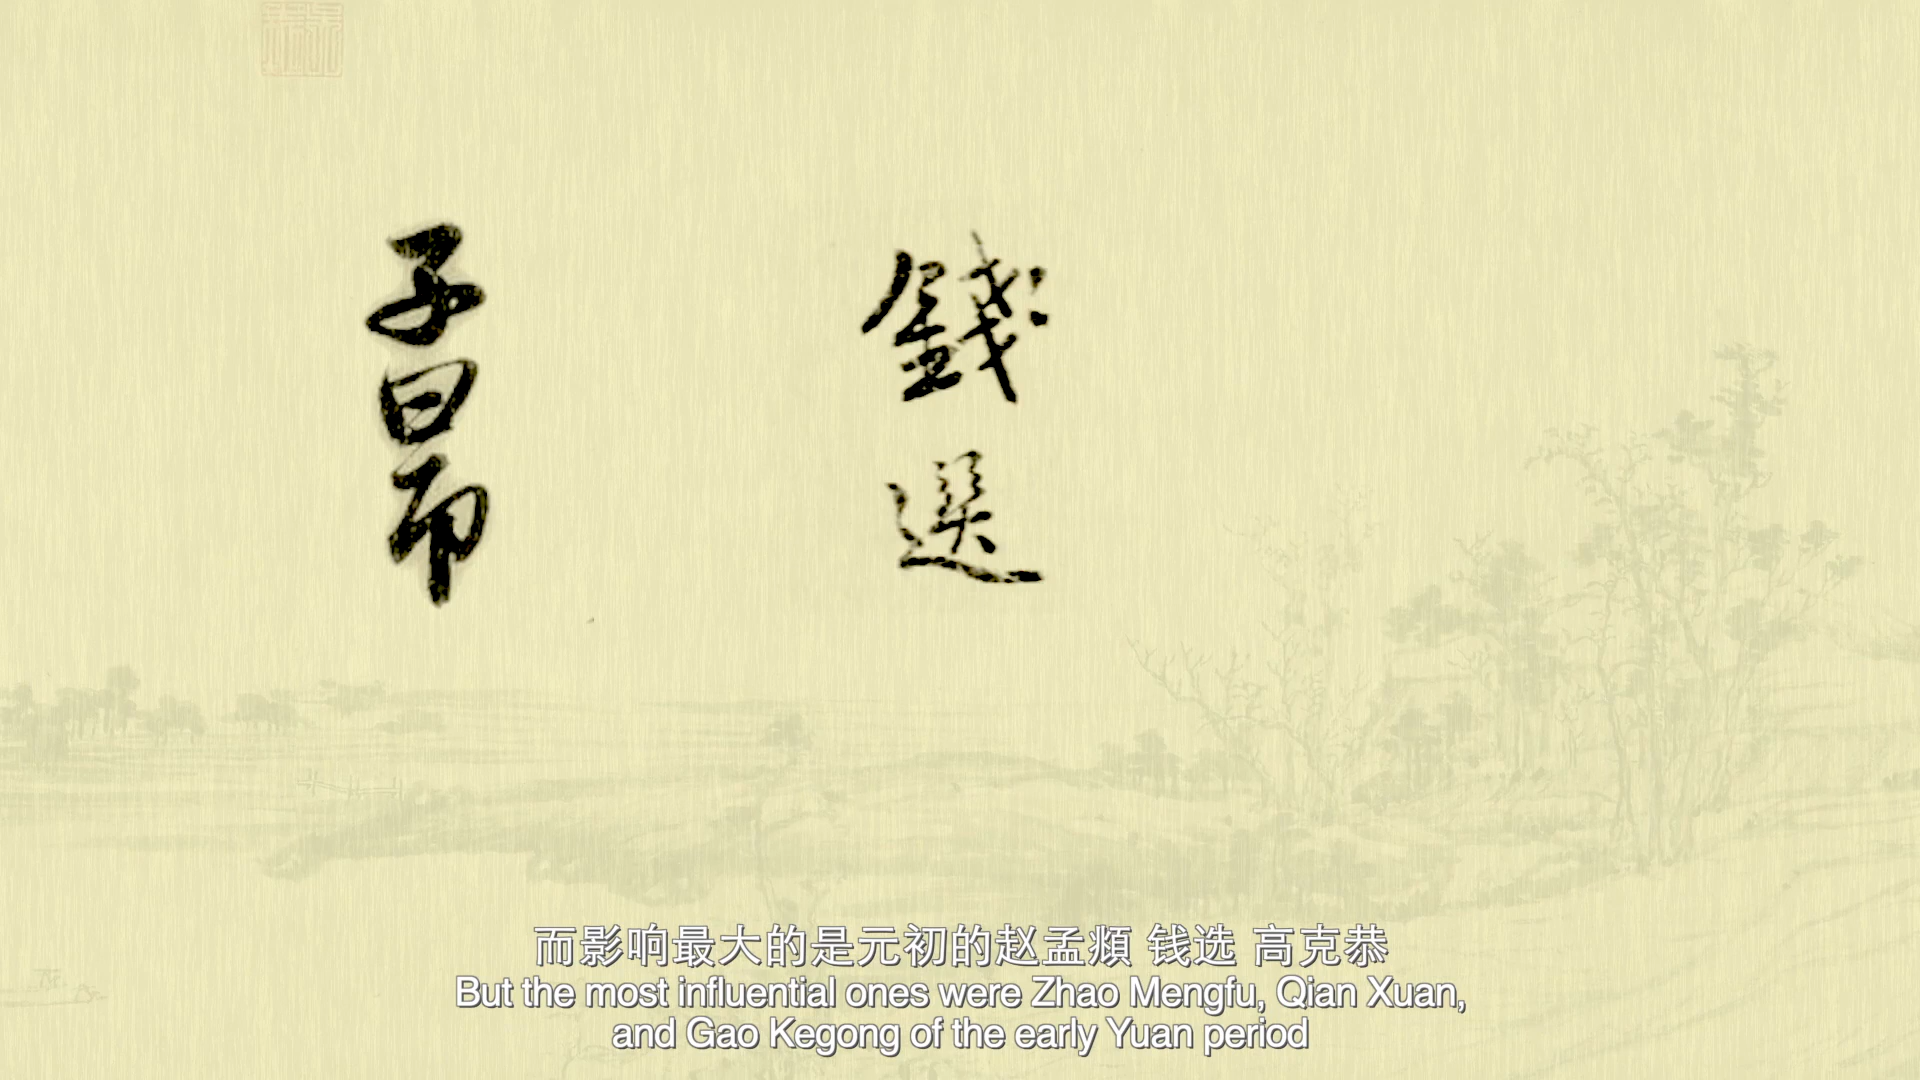 子昂
錢選
而影响最大的是元初的赵孟頫 钱选 高克恭
But the most influential ones were Zhao Mengfu, Qian Xuan,
and Gao Kegong of the early Yuan period